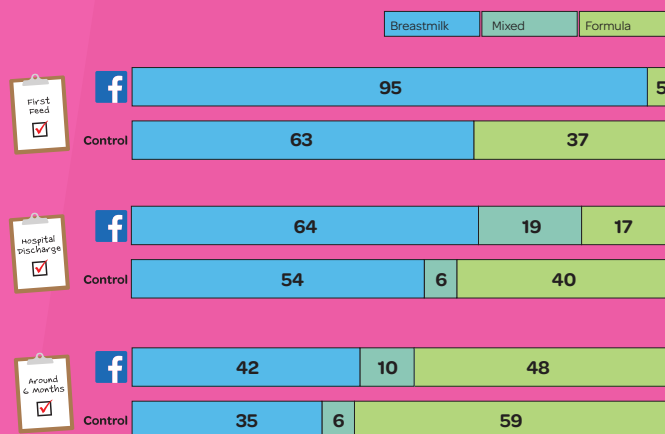 Breastmilk Mixed Formula
First
Feed
f
95 5
Control 63 37
Hospital
Discharge
f
64 19 17
Control 54 6 40
Around
6 months
f
42 10 48
Control 35 6 59